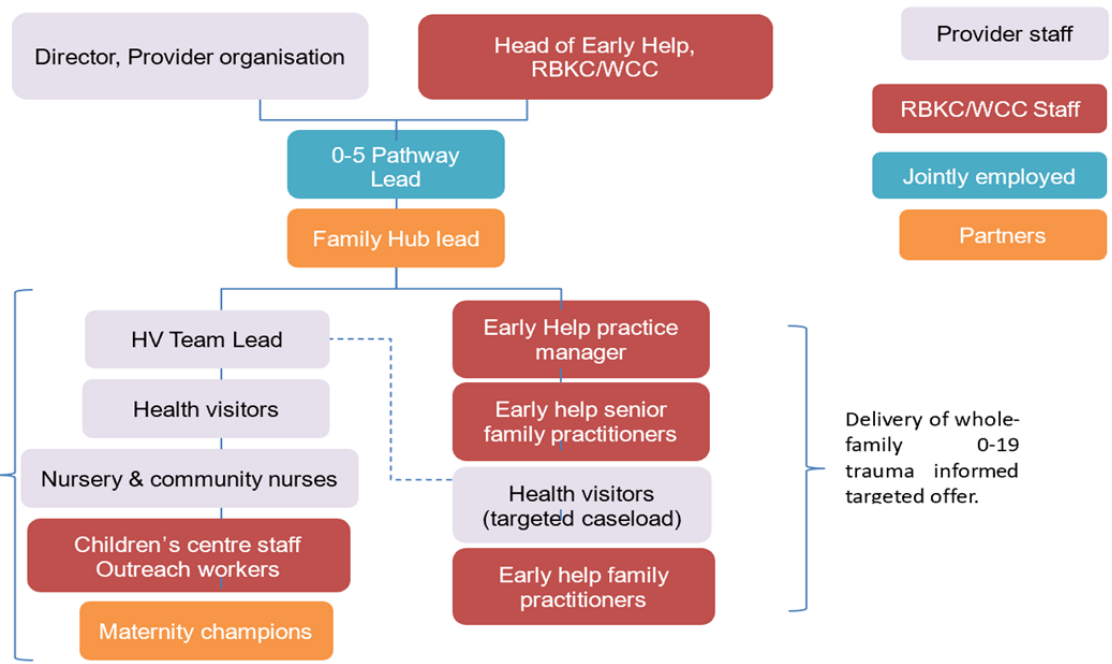 Director, Provider organisation
Head of Early Help,
RBKC/WCC
Provider staff
RBKC/WCC Staff
Jointly employed
Partners
0-5 Pathway
Lead
Family Hub lead
HV Team Lead
Health visitors
Nursery & community nurses
Children's centre staff
Outreach workers
Maternity champions
Early Help practice
manager
Early help senior
family practitioners
Health visitors
(targeted caseload)
Early help family
practitioners
Delivery of whole-
family 0-19
trauma informed
targeted offer.